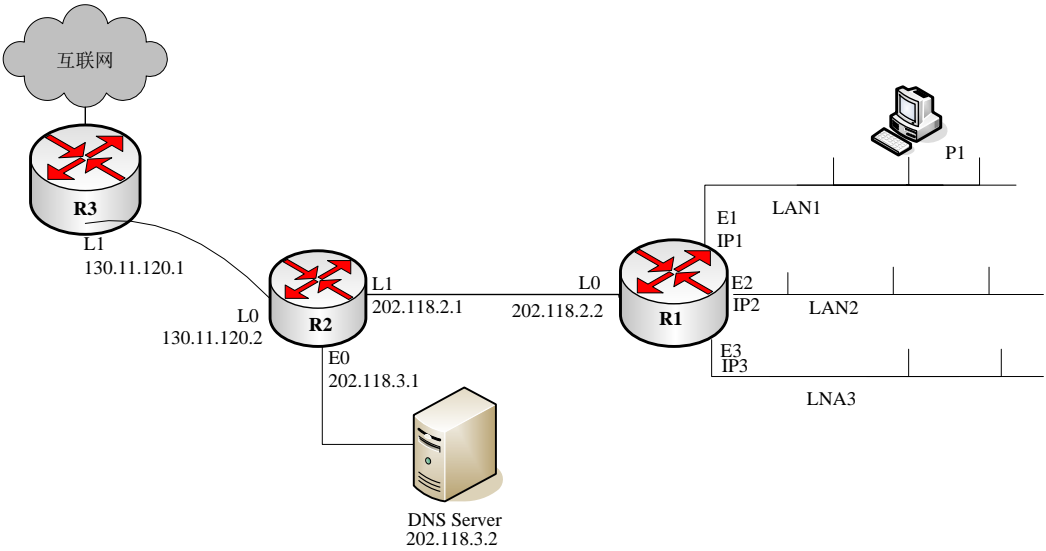 互联网
R3
L1
130.11.120.1
L0
130.11.120.2
R2
L1
202.118.2.1
E0
202.118.3.1
DNS Server
202.118.3.2
L0
202.118.2.2
R1
E1
IP1
E2
IP2
E3
IP3
P1
LAN1
LAN2
LNA3